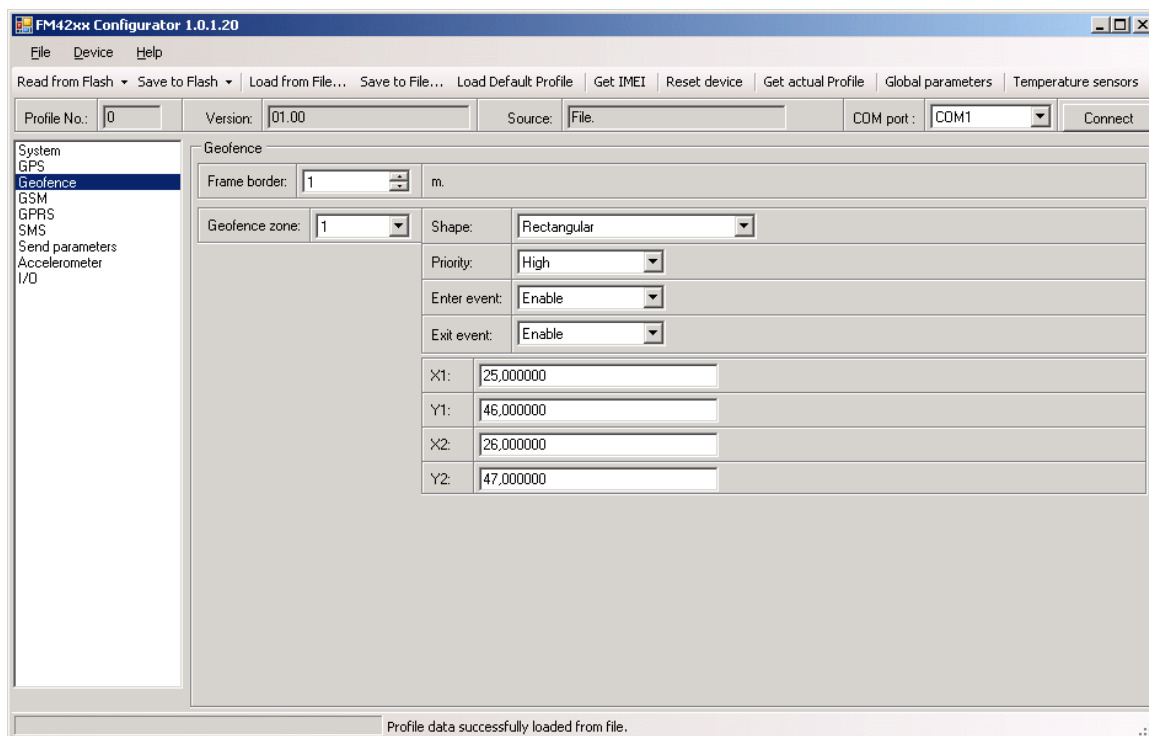 FM42xx Configurator 1.0.1.20
File Device Help
Read from Flash Save to Flash Load from File... Save to File... Load Default Profile Get IMEI Reset device Get actual Profile Global parameters Temperature sensors
Profile No.: 0 Version: 01.00 Source: File. COM port : COM1 Connect
System
GPS
Geofence
GSM
GPRS
SMS
Send parameters
Accelerometer
I/O
Geofence
Frame border: 1 m.
Geofence zone: 1 Shape: Rectangular
Priority: High
Enter event: Enable
Exit event: Enable
X1: 25,000000
Y1: 46,000000
X2: 26,000000
Y2: 47,000000
Profile data successfully loaded from file.